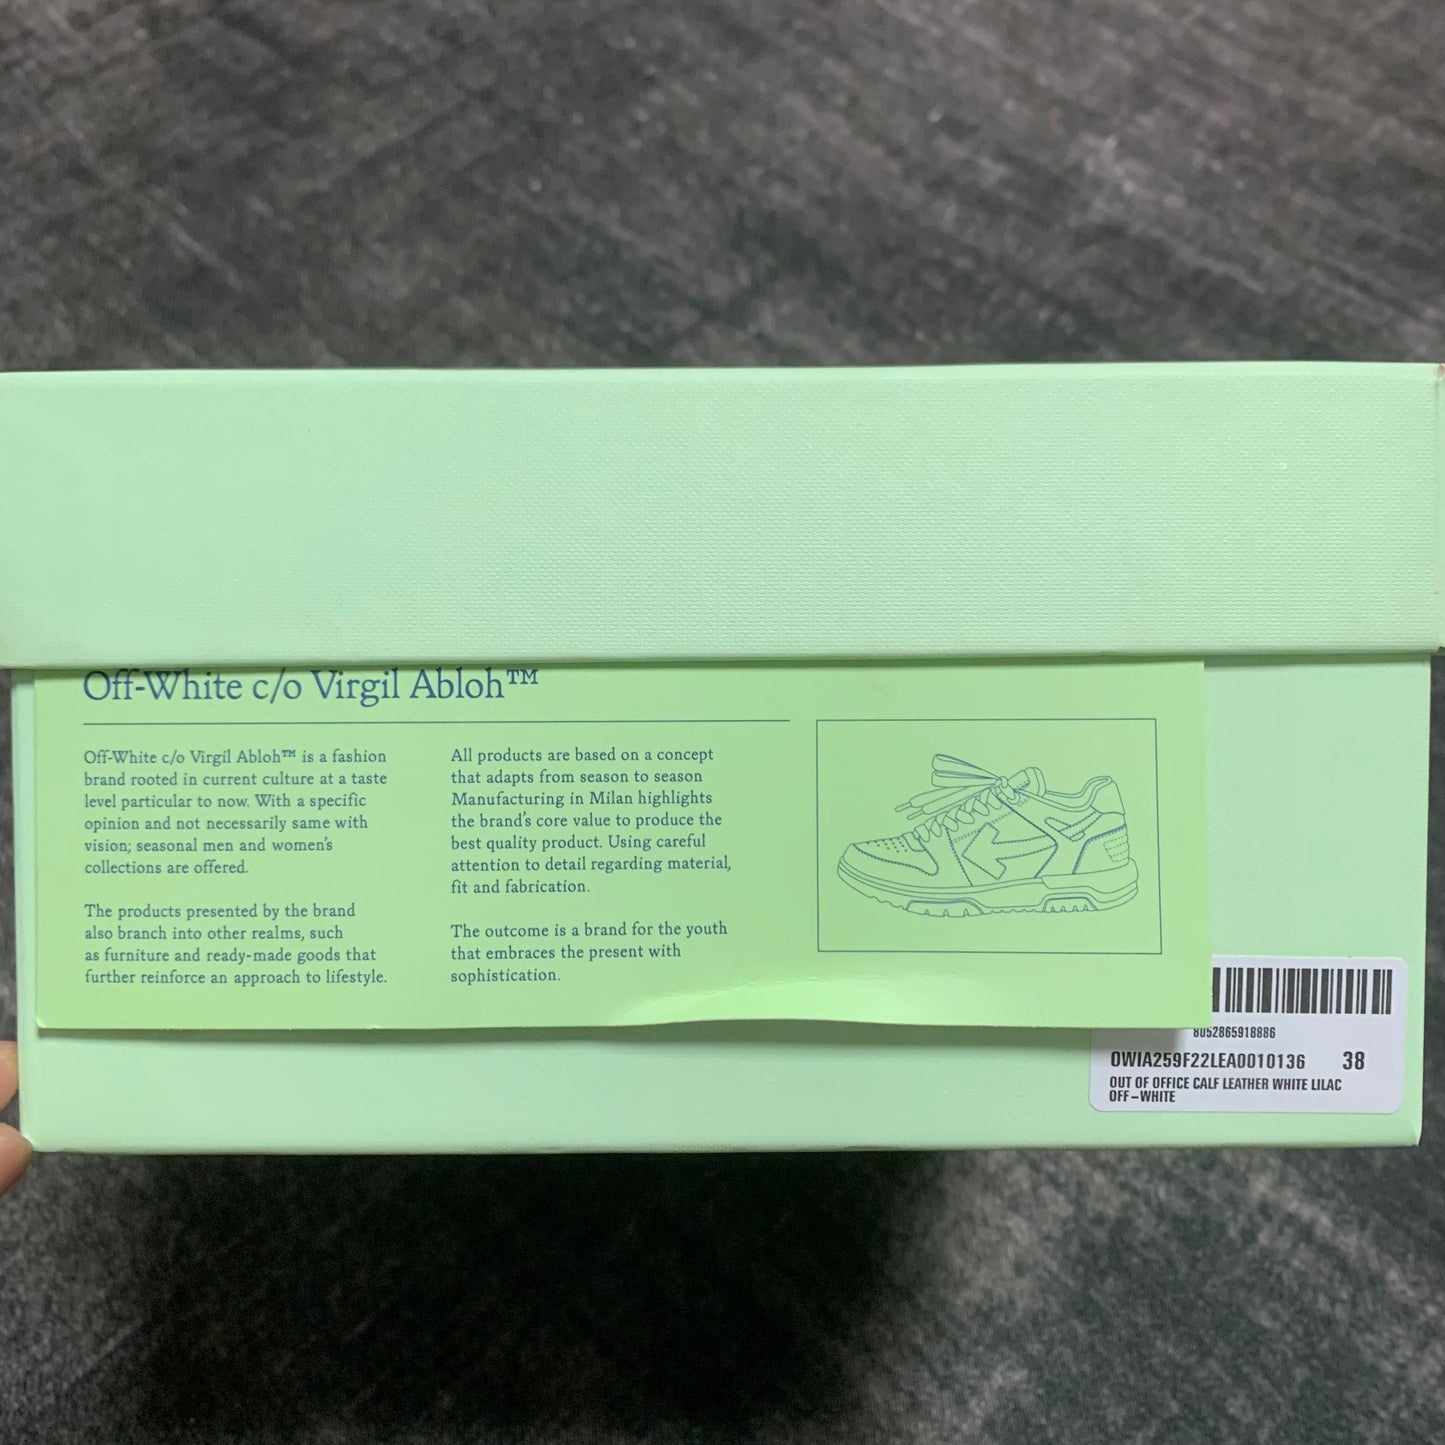 Off-White c/o Virgil Abloh™
Off-White c/o Virgil Abloh™ is a fashion
brand rooted in current culture at a taste
level particular to now. With a specific
opinion and not necessarily same with
vision; seasonal men and women's
collections are offered.
The products presented by the brand
also branch into other realms, such
as furniture and ready-made goods that
further reinforce an approach to lifestyle.
All products are based on a concept
that adapts from season to season
Manufacturing in Milan highlights
the brand's core value to produce the
best quality product. Using careful
attention to detail regarding material,
fit and fabrication.
The outcome is a brand for the youth
that embraces the present with
sophistication.
8052865918886
OWIA259F22LEA0010136 38
OUT OF OFFICE CALF LEATHER WHITE LILAC
OFF-WHITE